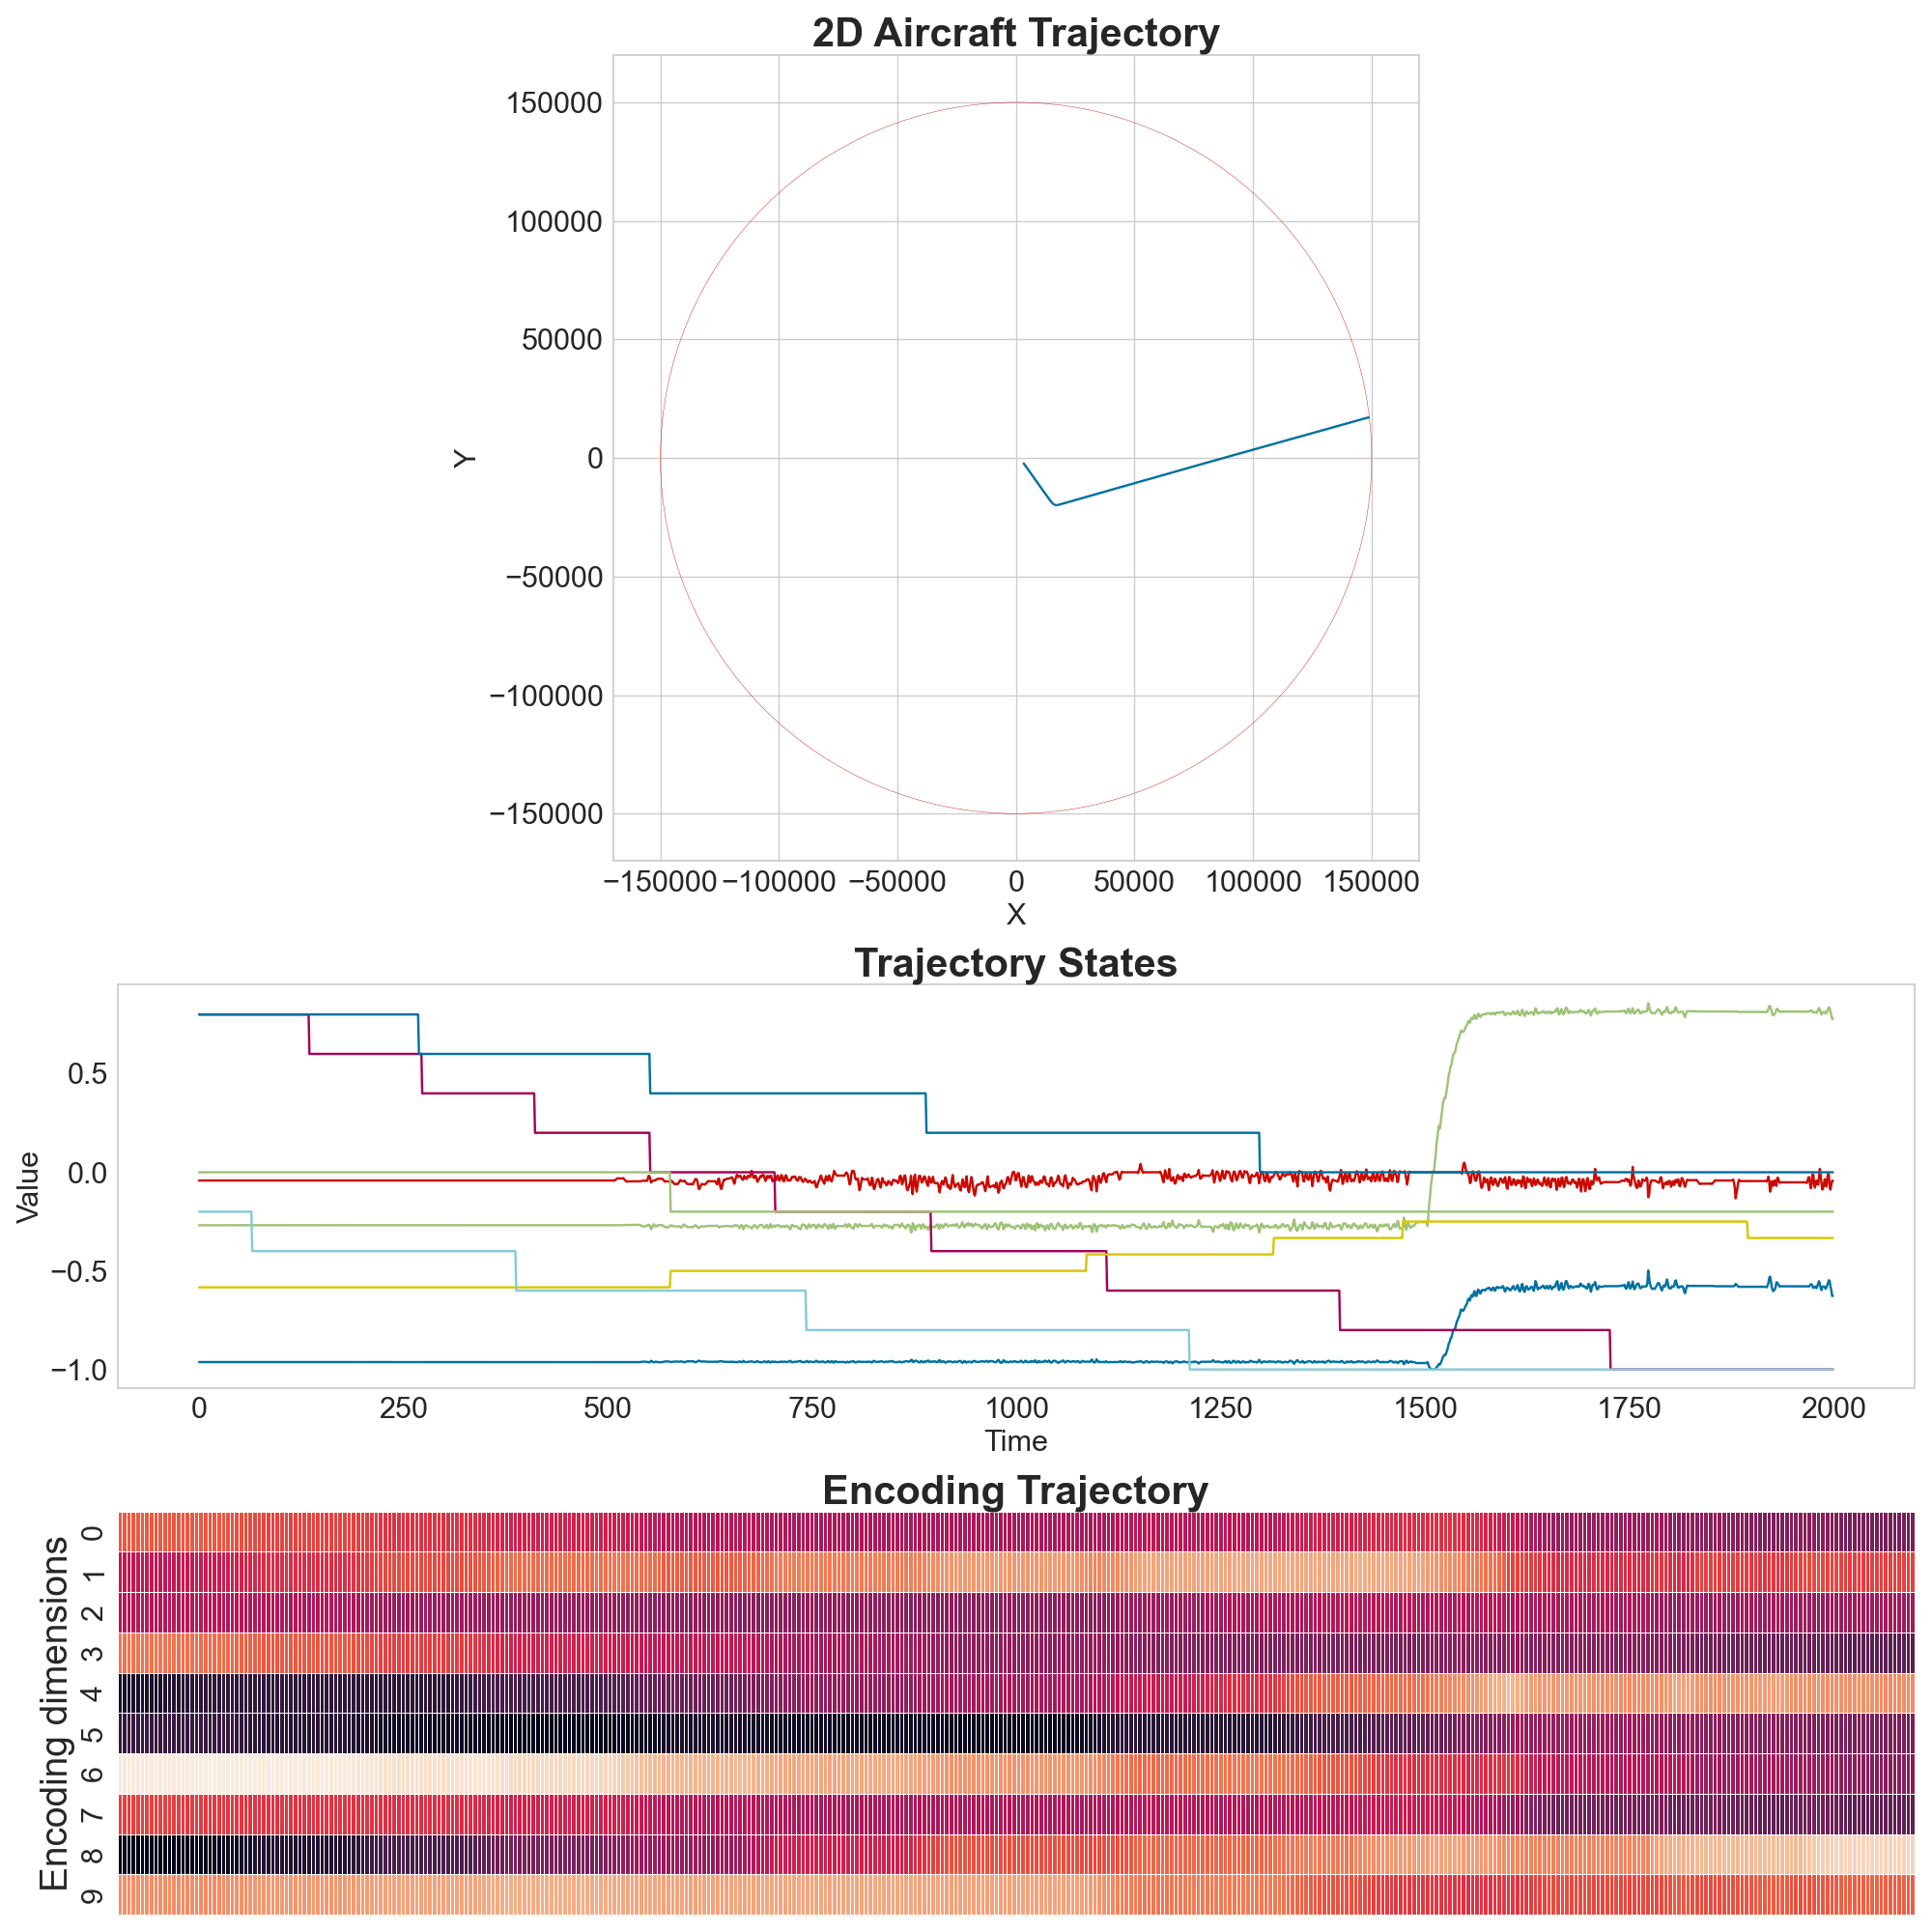 2D Aircraft Trajectory
150000
100000
50000
0
−50000
−100000
−150000
Y
−150000 −100000 −50000 0 50000 100000 150000
X
Trajectory States
0.5
0.0
−0.5
−1.0
Value
0 250 500 750 1000 1250 1500 1750 2000
Time
Encoding Trajectory
Encoding dimensions
0
1
2
3
4
5
6
7
8
9